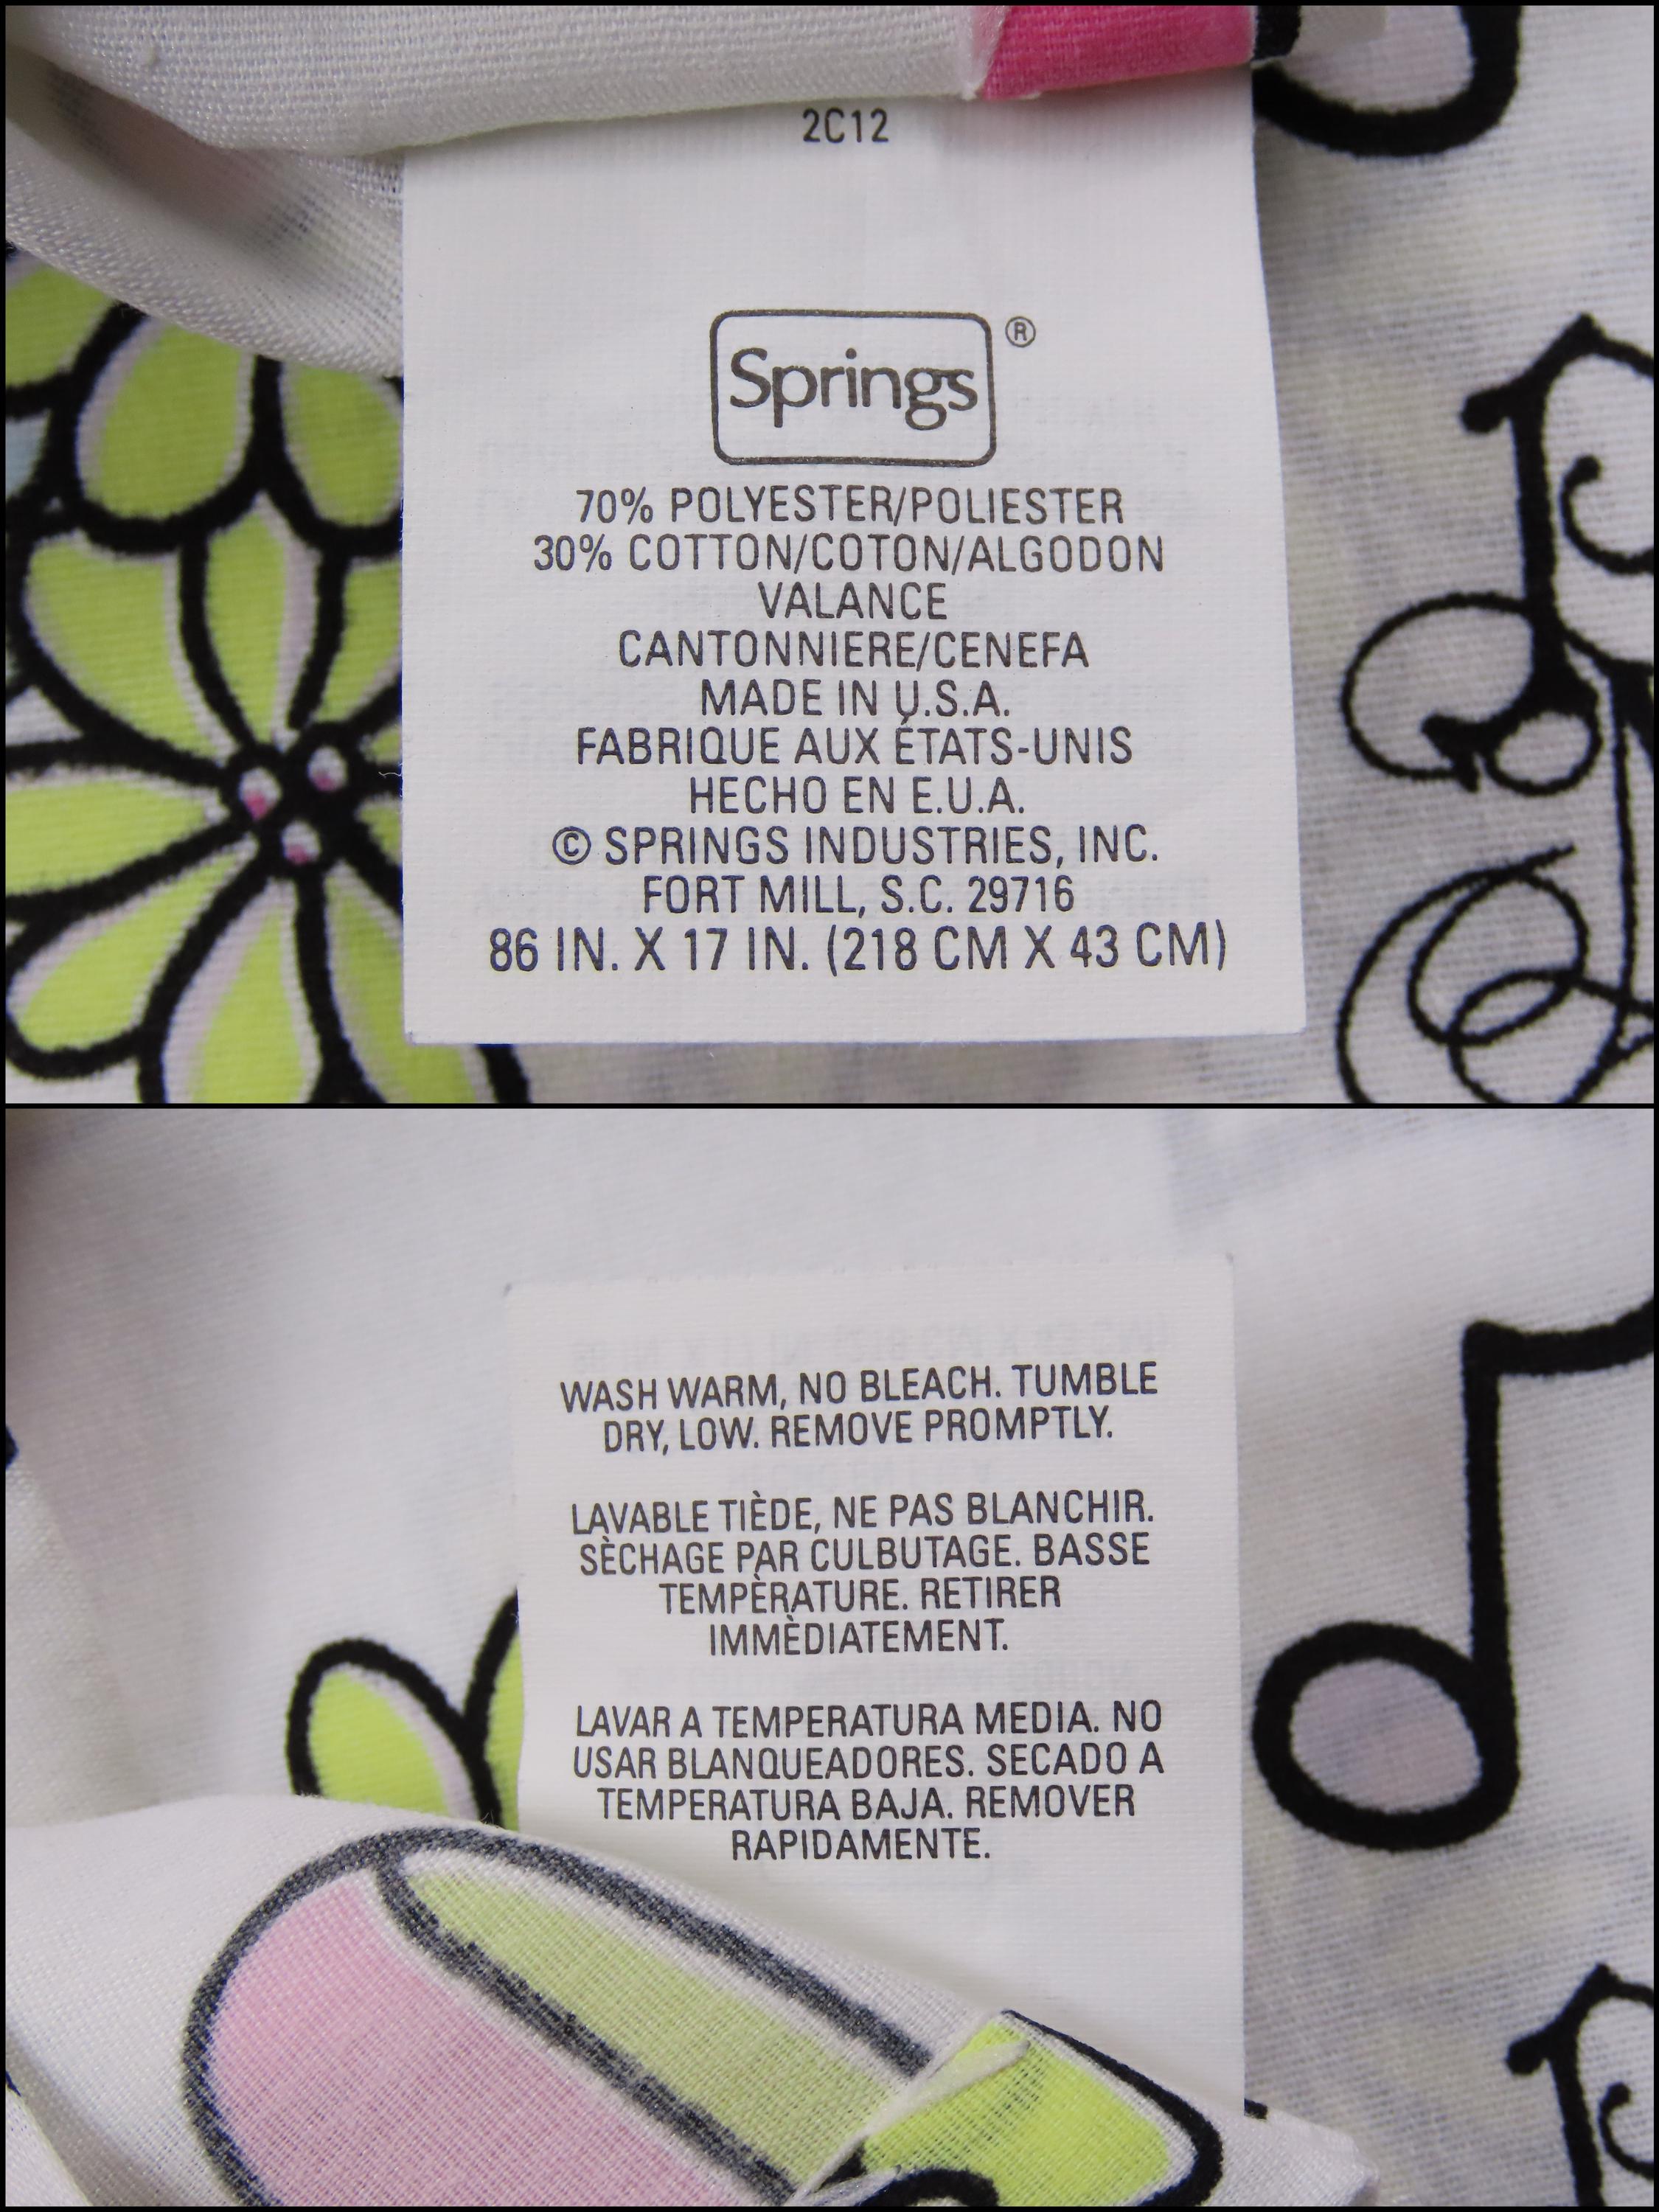 2C12
Springs ®
70% POLYESTER/POLIESTER
30% COTTON/COTON/ALGODON
VALANCE
CANTONNIERE/CENEFA
MADE IN U.S.A.
FABRIQUE AUX ÉTATS-UNIS
HECHO EN E.U.A.
© SPRINGS INDUSTRIES, INC.
FORT MILL, S.C. 29716
86 IN. X 17 IN. (218 CM X 43 CM)
WASH WARM, NO BLEACH. TUMBLE
DRY, LOW. REMOVE PROMPTLY.
LAVABLE TIÈDE, NE PAS BLANCHIR.
SÈCHAGE PAR CULBUTAGE. BASSE
TEMPÈRATURE. RETIRER
IMMÈDIATEMENT.
LAVAR A TEMPERATURA MEDIA. NO
USAR BLANQUEADORES. SECADO A
TEMPERATURA BAJA. REMOVER
RAPIDAMENTE.